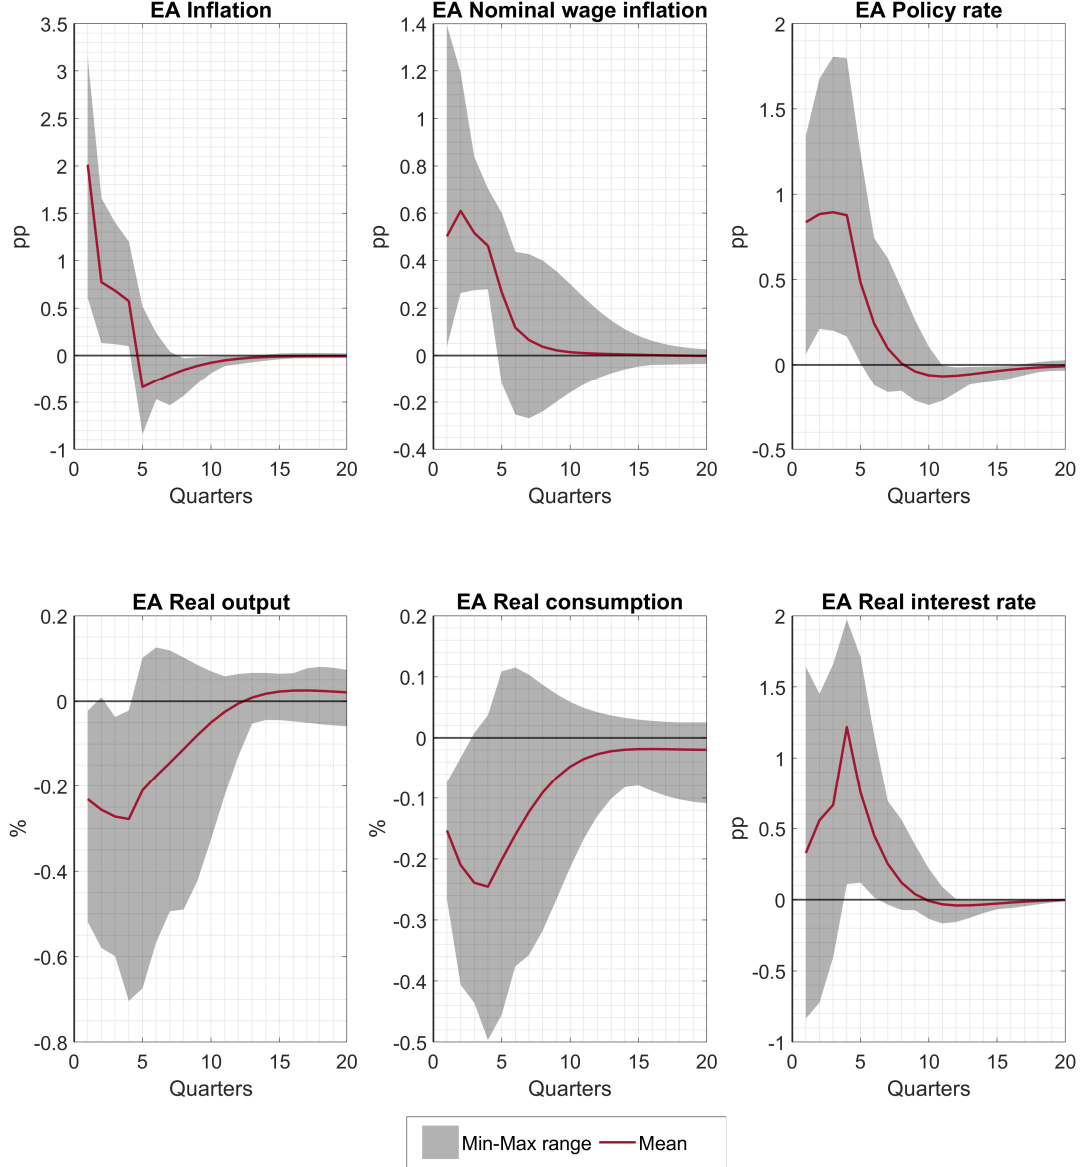 EA Inflation
3.5
3
2.5
2
1.5
1
0.5
0
-0.5
-1
pp
0 5 10 15 20
Quarters
EA Nominal wage inflation
1.4
1.2
1
0.8
0.6
0.4
0.2
0
-0.2
-0.4
pp
0 5 10 15 20
Quarters
EA Policy rate
2
1.5
1
0.5
0
-0.5
pp
0 5 10 15 20
Quarters
EA Real output
0.2
0
-0.2
-0.4
-0.6
-0.8
%
0 5 10 15 20
Quarters
EA Real consumption
0.2
0.1
0
-0.1
-0.2
-0.3
-0.4
-0.5
%
0 5 10 15 20
Quarters
EA Real interest rate
2
1.5
1
0.5
0
-0.5
-1
pp
0 5 10 15 20
Quarters
Min-Max range Mean